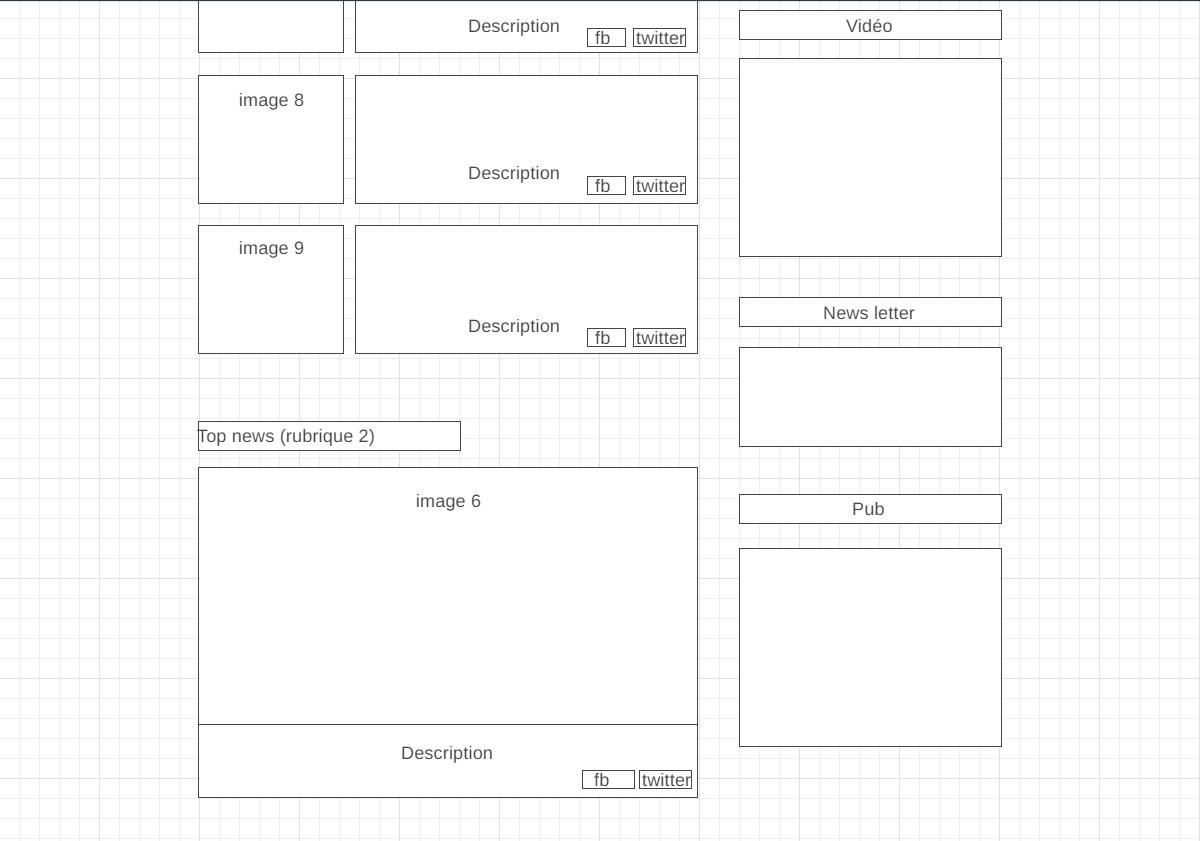 Description
fb
twitter
image 8
Description
fb
twitter
image 9
Description
fb
twitter
Top news (rubrique 2)
image 6
Description
fb
twitter
Vidéo
News letter
Pub